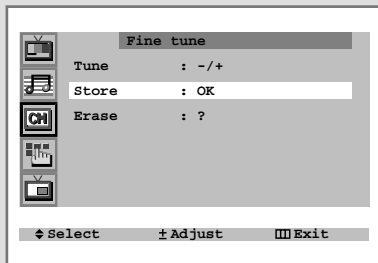 Fine tune
Tune : -/+
Store : OK
CH
Erase : ?
Select ± Adjust Exit